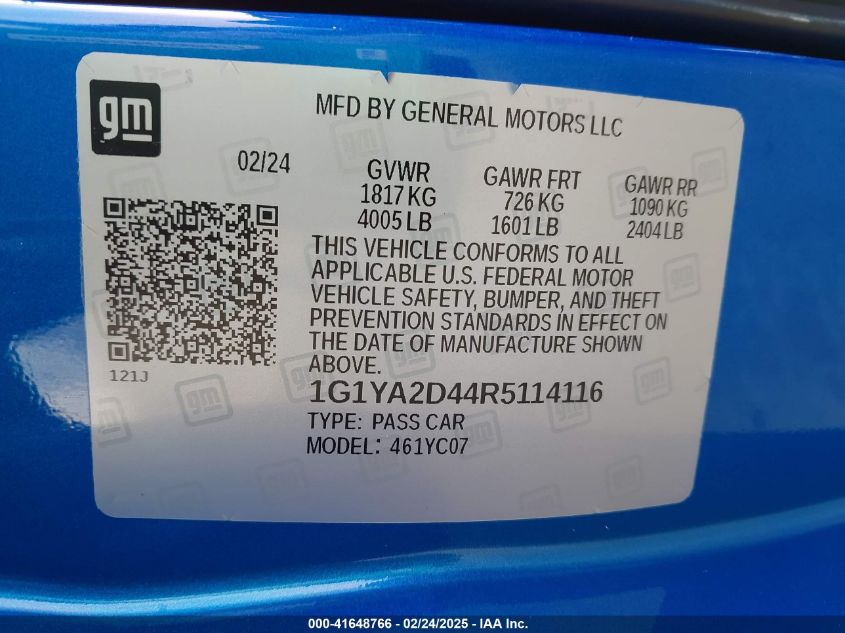 gm
MFD BY GENERAL MOTORS LLC
02/24
GVWR
1817 KG
4005 LB
GAWR FRT
726 KG
1601 LB
GAWR RR
1090 KG
2404 LB
THIS VEHICLE CONFORMS TO ALL
APPLICABLE U.S. FEDERAL MOTOR
VEHICLE SAFETY, BUMPER, AND THEFT
PREVENTION STANDARDS IN EFFECT ON
THE DATE OF MANUFACTURE SHOWN
ABOVE.
121J
1G1YA2D44R5114116
TYPE: PASS CAR
MODEL: 461YC07
000-41648766 - 02/24/2025 - IAA Inc.